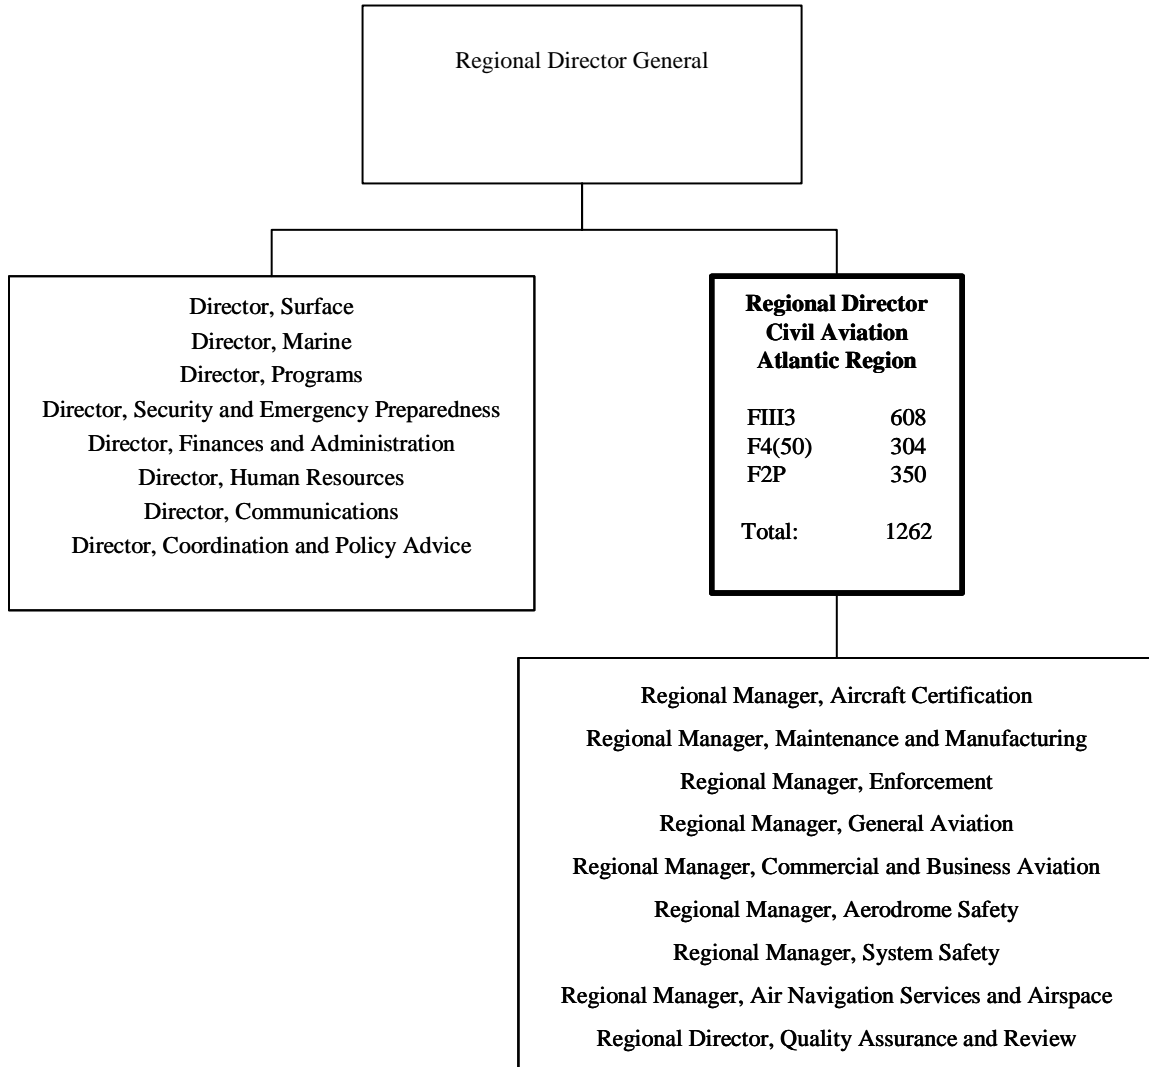 Regional Director General
Director, Surface
Director, Marine
Director, Programs
Director, Security and Emergency Preparedness
Director, Finances and Administration
Director, Human Resources
Director, Communications
Director, Coordination and Policy Advice
Regional Director
Civil Aviation
Atlantic Region
FIII3 608
F4(50) 304
F2P 350
Total: 1262
Regional Manager, Aircraft Certification
Regional Manager, Maintenance and Manufacturing
Regional Manager, Enforcement
Regional Manager, General Aviation
Regional Manager, Commercial and Business Aviation
Regional Manager, Aerodrome Safety
Regional Manager, System Safety
Regional Manager, Air Navigation Services and Airspace
Regional Director, Quality Assurance and Review